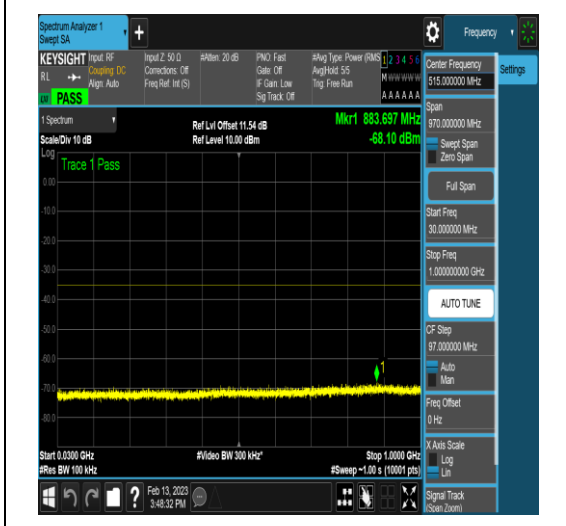 Spectrum Analyzer 1
Swept SA
+
Frequency
KEYSIGHT
RL
PASS
Input: RF
Coupling: DC
Align: Auto
Input Z: 50 Ω
Corrections: Off
Freq Ref: Int (S)
#Atten: 20 dB
PNO: Fast
Gate: Off
IF Gain: Low
Sig Track: Off
#Avg Type: Power (RMS
Avg|Hold: 5/5
Trig: Free Run
1 2 3 4 5 6
M W W W W W
A A A A A A
1 Spectrum
Scale/Div 10 dB
Ref Lvl Offset 11.54 dB
Ref Level 10.00 dBm
Mkr1 883.697 MHz
-68.10 dBm
Log
Trace 1 Pass
0.00
-10.0
-20.0
-30.0
-40.0
-50.0
-60.0
1
-70.0
-80.0
Start 0.0300 GHz
#Res BW 100 kHz
#Video BW 300 kHz*
Stop 1.0000 GHz
#Sweep ~1.00 s (10001 pts)
?
Feb 13, 2023
3:48:32 PM
Center Frequency
515.000000 MHz
Settings
Span
970.000000 MHz
Swept Span
Zero Span
Full Span
Start Freq
30.000000 MHz
Stop Freq
1.000000000 GHz
AUTO TUNE
CF Step
97.000000 MHz
Auto
Man
Freq Offset
0 Hz
X Axis Scale
Log
Lin
Signal Track
(Span Zoom)